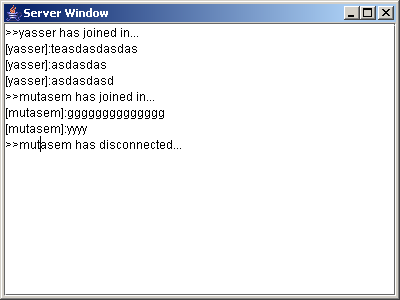 Server Window
>>yasser has joined in...
[yasser]:teasdasdasdas
[yasser]:asdasdas
[yasser]:asdasdasd
>>mutasem has joined in...
[mutasem]:gggggggggggggg
[mutasem]:yyyy
>>mutasem has disconnected...